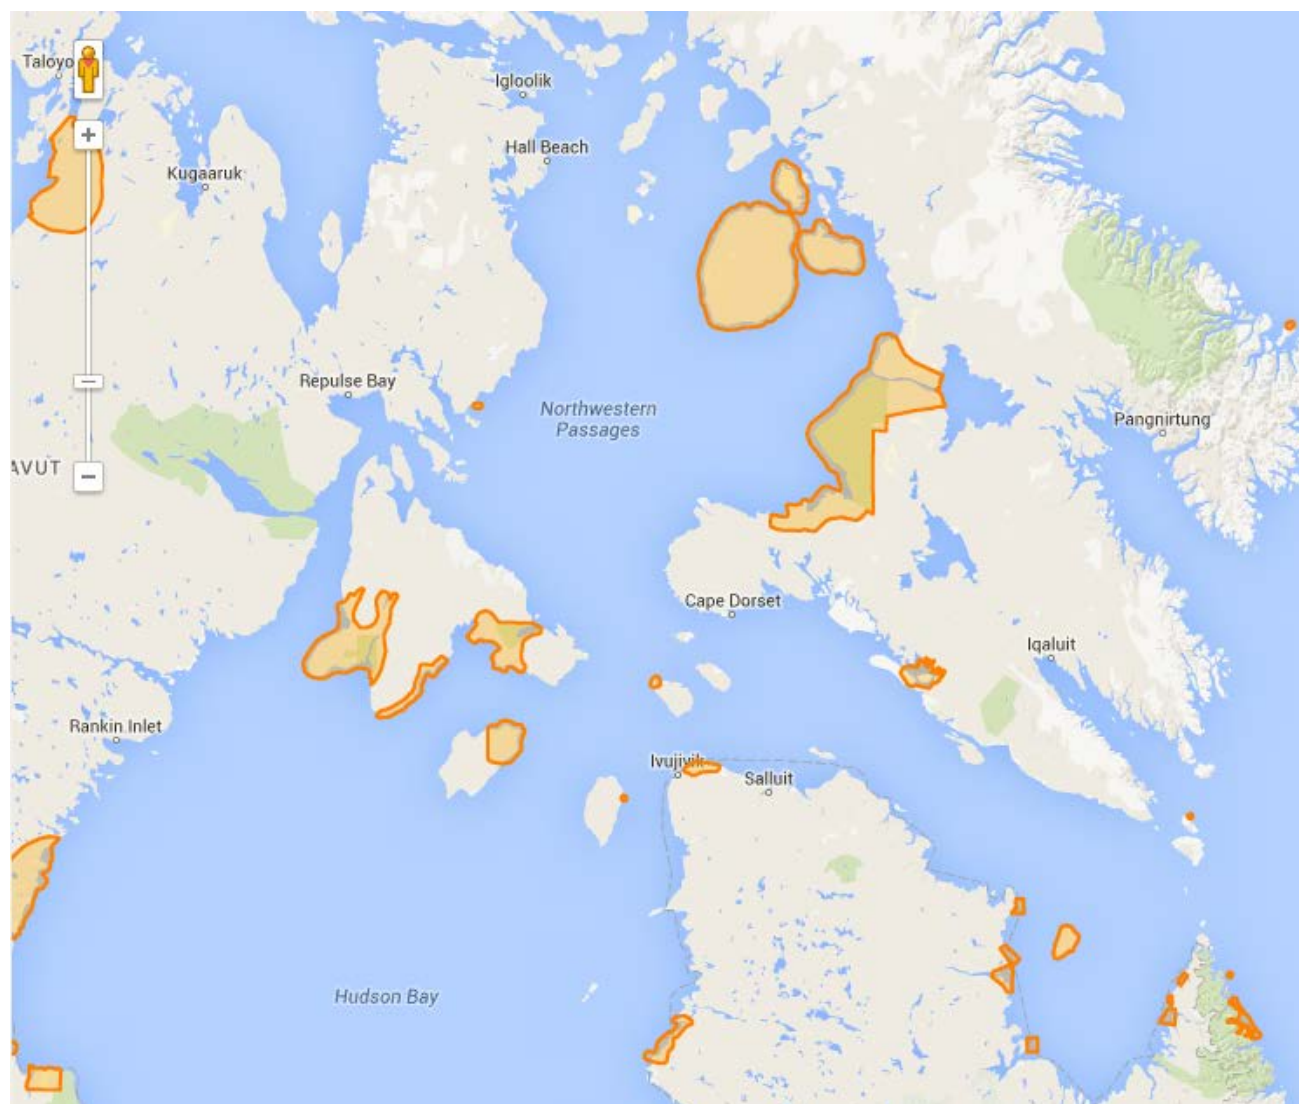 Taloyo
Igloolik
Hall Beach
Kugaaruk
Repulse Bay
Northwestern
Passages
Pangnirtung
AVUT
Cape Dorset
Iqaluit
Rankin Inlet
Ivujivik
Salluit
Hudson Bay